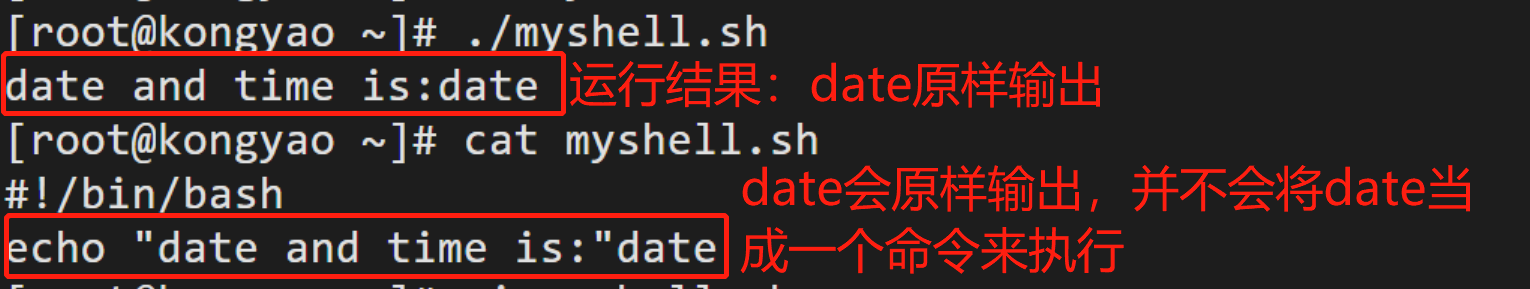 [root@kongyao ~]# ./myshell.sh
date and time is:date 运行结果：date原样输出
[root@kongyao ~]# cat myshell.sh
#!/bin/bash
date会原样输出，并不会将date当
echo "date and time is:"date
成一个命令来执行